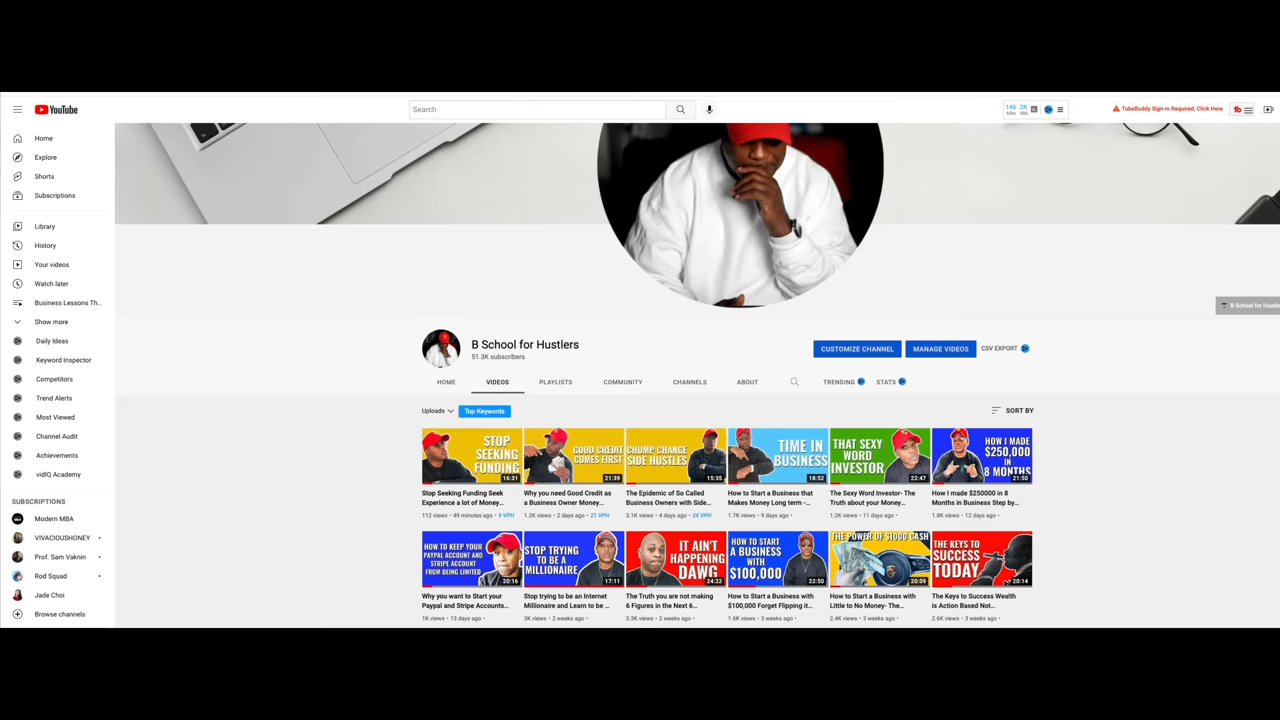 YouTube
Search
146 2K
60m 48h
TubeBuddy Sign-in Required, Click Here
tb
Home
Explore
Shorts
Subscriptions
Library
History
Your videos
Watch later
Business Lessons Th...
Show more
Daily Ideas
Keyword Inspector
Competitors
Trend Alerts
Most Viewed
Channel Audit
Achievements
vidIQ Academy
SUBSCRIPTIONS
Modern MBA
VIVACIOUSHONEY
Prof. Sam Vaknin
Rod Squad
Jade Choi
Browse channels
B School for Hustle
B School for Hustlers
51.3K subscribers
CUSTOMIZE CHANNEL
MANAGE VIDEOS
CSV EXPORT
HOME
VIDEOS
PLAYLISTS
COMMUNITY
CHANNELS
ABOUT
TRENDING
STATS
Uploads
Top Keywords
SORT BY
STOP
SEEKING
FUNDING
16:31
Stop Seeking Funding Seek
Experience a lot of Money...
112 views • 49 minutes ago • 9 VPH
GOOD CREDIT
COMES FIRST
21:39
Why you need Good Credit as
a Business Owner Money...
1.2K views • 2 days ago • 21 VPH
CHUMP CHANGE
SIDE HUSTLES
15:35
The Epidemic of So Called
Business Owners with Side...
3.1K views • 4 days ago • 24 VPH
TIME IN
BUSINESS
18:52
How to Start a Business that
Makes Money Long term -...
1.7K views • 9 days ago •
THAT SEXY
WORD
INVESTOR
22:47
The Sexy Word Investor- The
Truth about your Money...
1.2K views • 11 days ago •
HOW I MADE
$250,000
IN
8 MONTHS
21:50
How I made $250000 in 8
Months in Business Step by...
1.8K views • 12 days ago •
HOW TO KEEP YOUR
PAYPAL ACCOUNT AND
STRIPE ACCOUNT
FROM BEING LIMITED
20:16
Why you want to Start your
Paypal and Stripe Accounts...
1K views • 13 days ago •
STOP TRYING
TO BE A
MILLIONAIRE
17:11
Stop trying to be an Internet
Millionaire and Learn to be ...
3K views • 2 weeks ago •
IT AIN'T
HAPPENING
DAWG
24:22
The Truth you are not making
6 Figures in the Next 6...
3.3K views • 2 weeks ago •
HOW TO START
A BUSINESS
WITH
$100,000
22:50
How to Start a Business with
$100,000 Forget Flipping it...
1.6K views • 3 weeks ago •
THE POWER OF $1000 CASH
20:09
How to Start a Business with
Little to No Money- The...
2.4K views • 3 weeks ago •
THE KEYS TO
SUCCESS
TODAY
20:14
The Keys to Success Wealth
is Action Based Not...
2.6K views • 3 weeks ago •